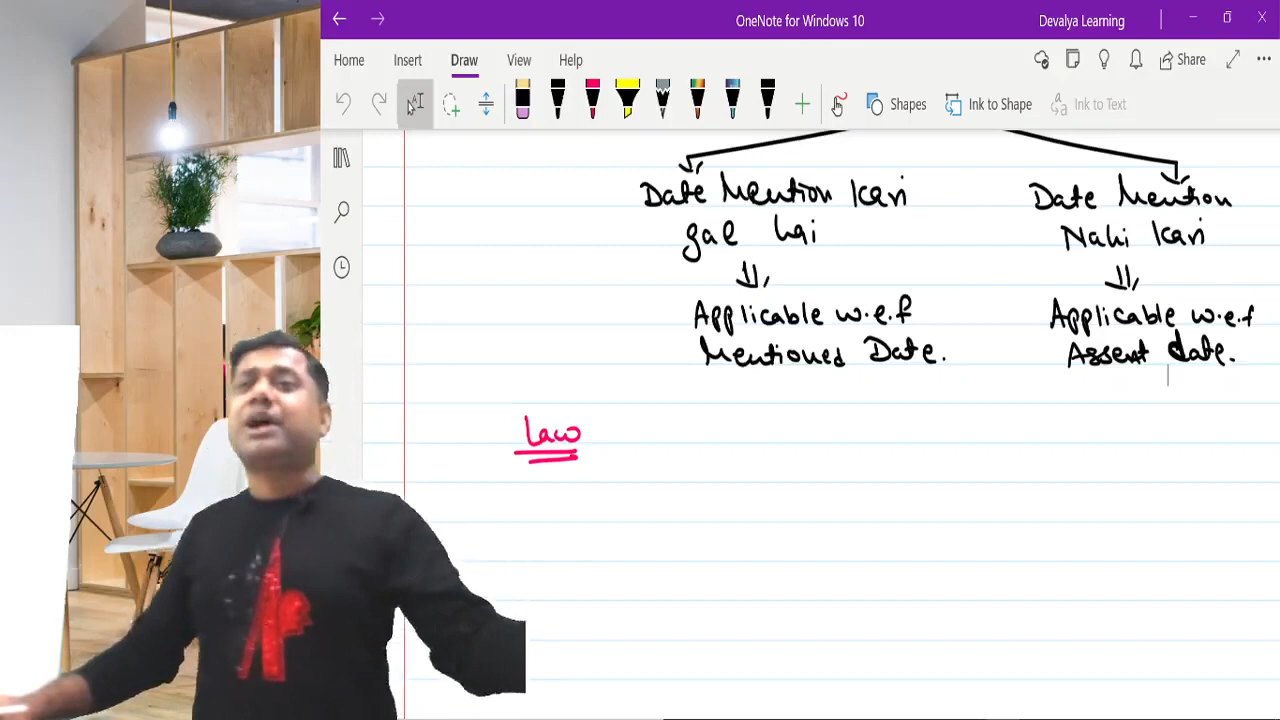 OneNote for Windows 10
Devalya Learning
Home Insert Draw View Help
Share
Shapes
Ink to Shape
Ink to Text
Date Mention Kari
gae hai
Applicable w.e.f
Mentioned Date.
Date Mention
Nahi Kari
Applicable w.e.f
Assent date.
Law